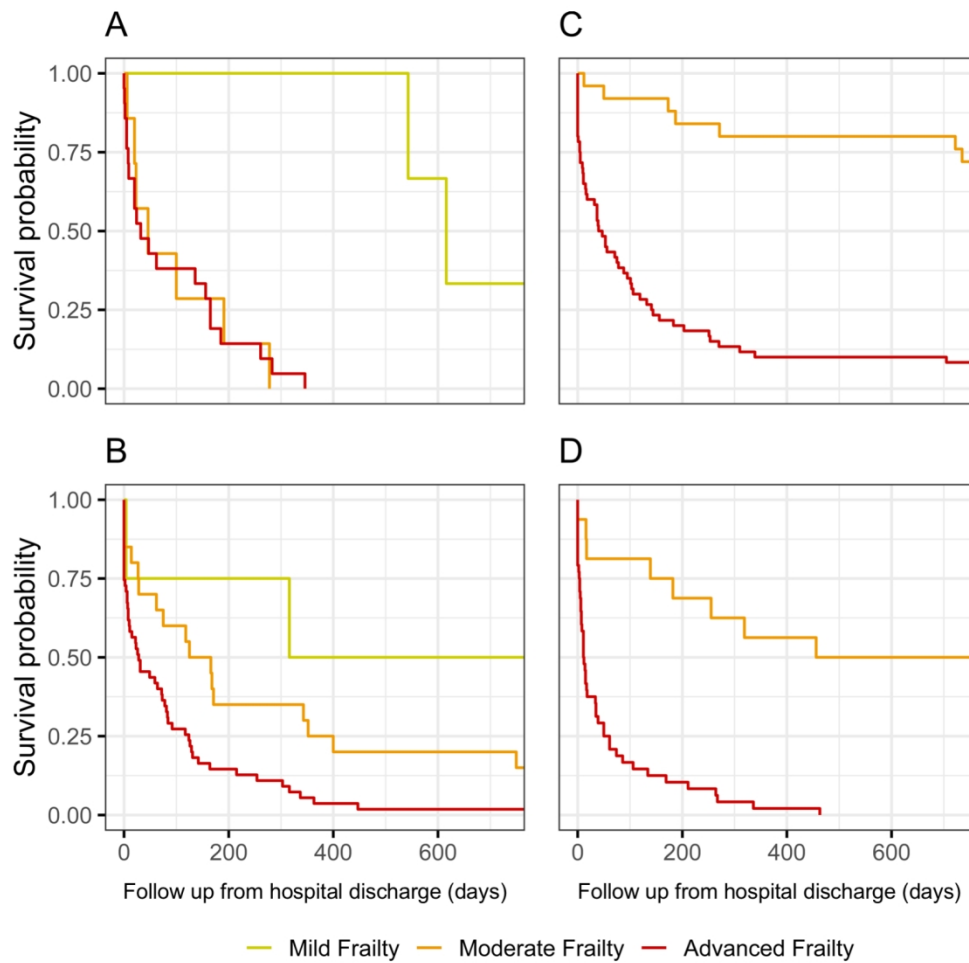 A
C
Survival probability
1.00
0.75
0.50
0.25
0.00
B
D
Survival probability
1.00
0.75
0.50
0.25
0.00
0 200 400 600
0 200 400 600
Follow up from hospital discharge (days)
Follow up from hospital discharge (days)
Mild Frailty Moderate Frailty Advanced Frailty